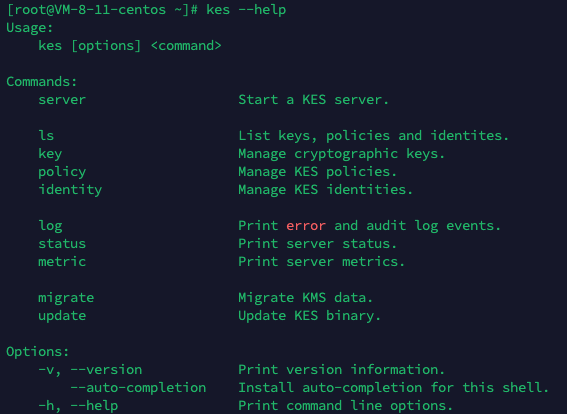 [root@VM-8-11-centos ~]# kes --help
Usage:
    kes [options] <command>

Commands:
    server                   Start a KES server.

    ls                       List keys, policies and identites.
    key                      Manage cryptographic keys.
    policy                   Manage KES policies.
    identity                 Manage KES identities.

    log                      Print error and audit log events.
    status                   Print server status.
    metric                   Print server metrics.

    migrate                  Migrate KMS data.
    update                   Update KES binary.

Options:
    -v, --version            Print version information.
        --auto-completion    Install auto-completion for this shell.
    -h, --help               Print command line options.